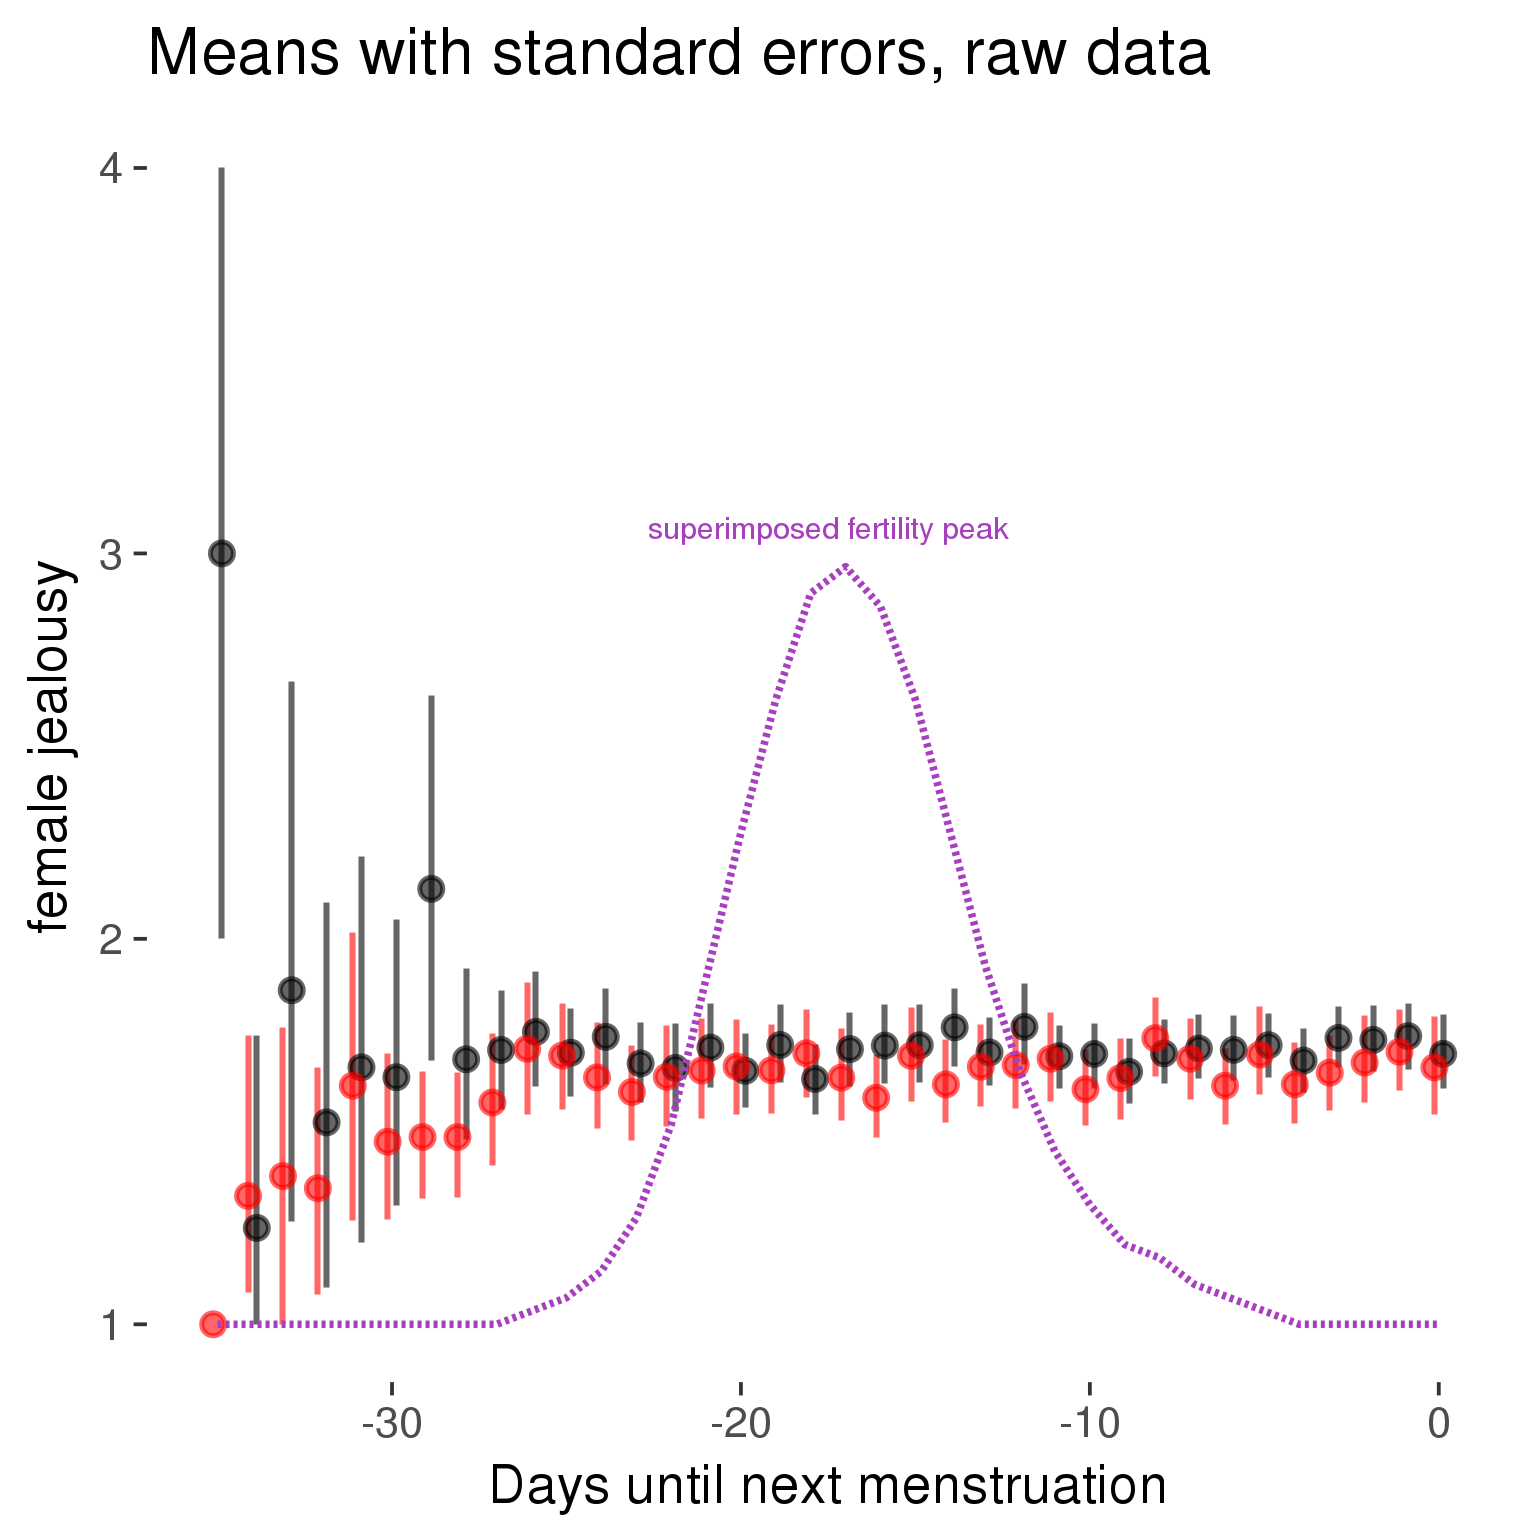 Means with standard errors, raw data
4
3
2
1
female jealousy
superimposed fertility peak
-30
-20
-10
0
Days until next menstruation